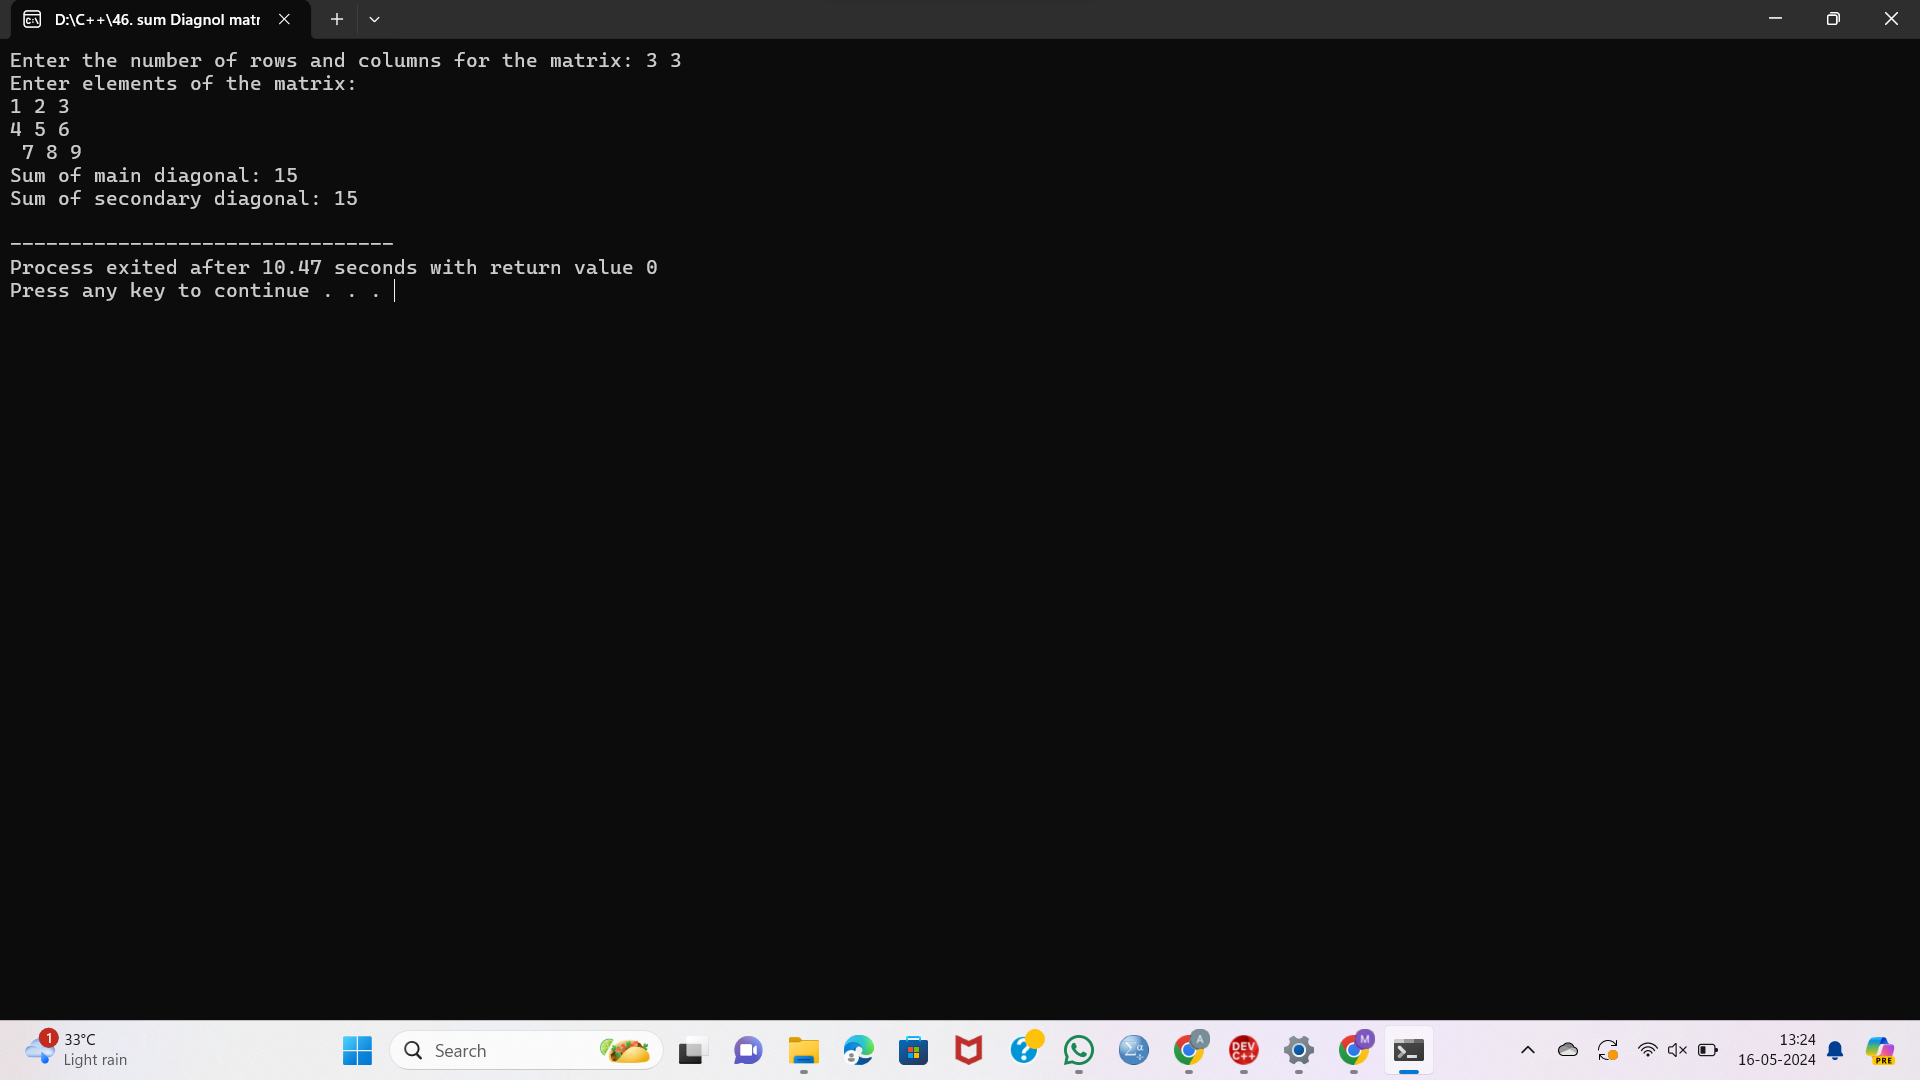 D:\C++\46. sum Diagnol matr
Enter the number of rows and columns for the matrix: 3 3
Enter elements of the matrix:
1 2 3
4 5 6
 7 8 9
Sum of main diagonal: 15
Sum of secondary diagonal: 15
--------------------------------
Process exited after 10.47 seconds with return value 0
Press any key to continue . . .
1
33°C
Light rain
Search
A
DEV
C++
M
13:24
16-05-2024
PRE